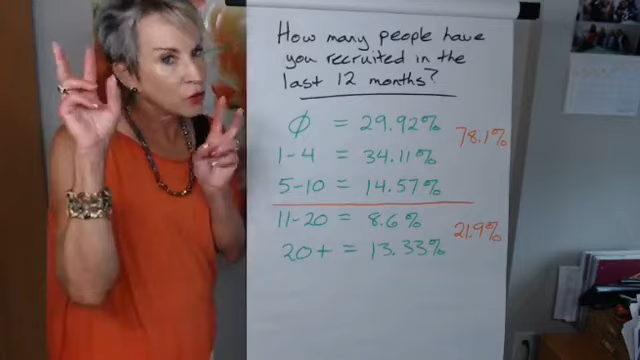 How many people have
you recruited in the
last 12 months?
Ø = 29.92%
78.1%
1-4 = 34.11%
5-10 = 14.57%
11-20 = 8.6%
21.9%
20+ = 13.33%